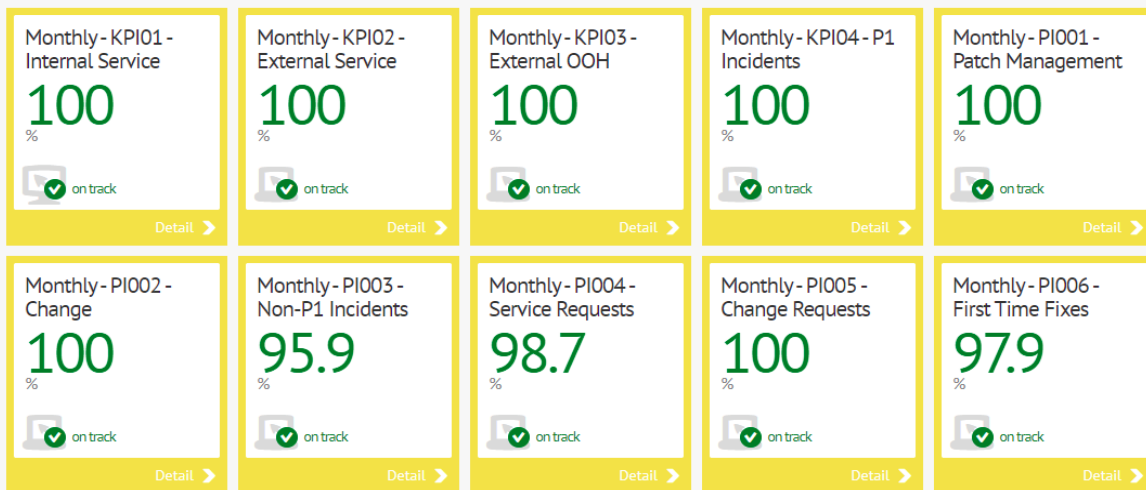 Monthly - KPI01 -
Internal Service
100
%
on track
Detail
Monthly - KPI02 -
External Service
100
%
on track
Detail
Monthly - KPI03 -
External OOH
100
%
on track
Detail
Monthly - KPI04 - P1
Incidents
100
%
on track
Detail
Monthly - PI001 -
Patch Management
100
%
on track
Detail
Monthly - PI002 -
Change
100
%
on track
Detail
Monthly - PI003 -
Non-P1 Incidents
95.9
%
on track
Detail
Monthly - PI004 -
Service Requests
98.7
%
on track
Detail
Monthly - PI005 -
Change Requests
100
%
on track
Detail
Monthly - PI006 -
First Time Fixes
97.9
%
on track
Detail